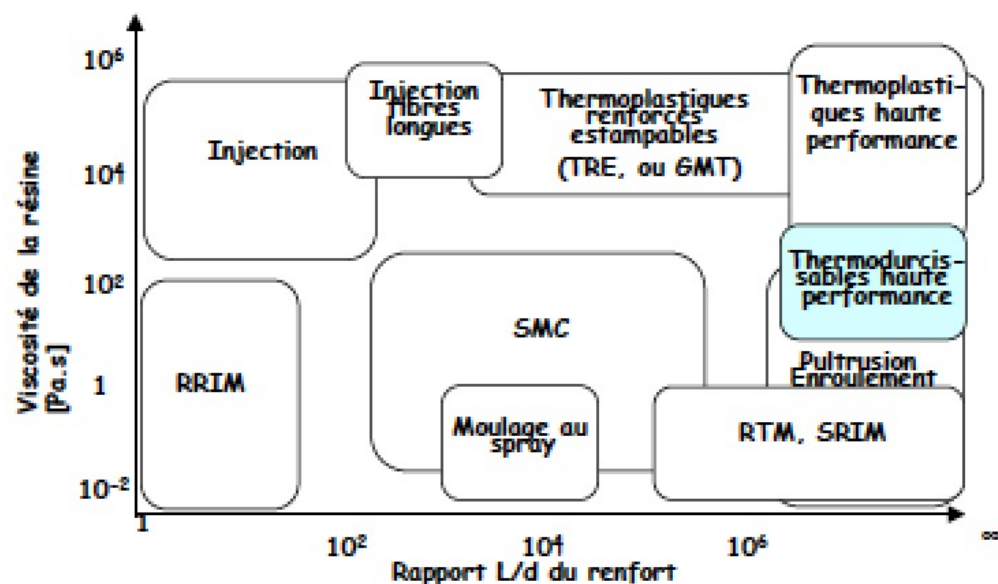 10⁶
10⁴
10²
1
10⁻²
Viscosité de la résine
[Pa.s]
Injection
Injection
fibres
longues
Thermoplastiques
renforcés
estampables
(TRE, ou GMT)
Thermoplasti-
ques haute
performance
Thermodurcis-
sables haute
performance
RRIM
SMC
Moulage au
spray
Pultrusion
Enroulement
RTM, SRIM
1
10²
10⁴
10⁶
∞
Rapport L/d du renfort